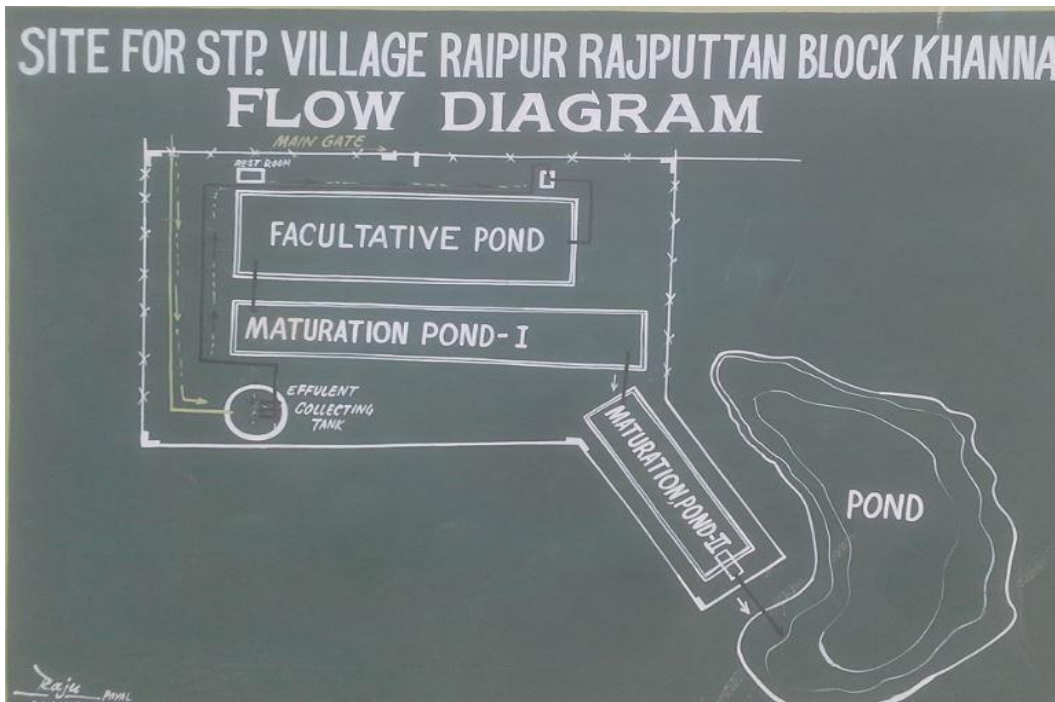 SITE FOR STP. VILLAGE RAIPUR RAJPUTTAN BLOCK KHANNA
FLOW DIAGRAM
MAIN GATE
REST ROOM
FACULTATIVE POND
MATURATION POND-I
EFFULENT
COLLECTING
TANK
MATURATION, POND-II
POND
Raju PAYAL